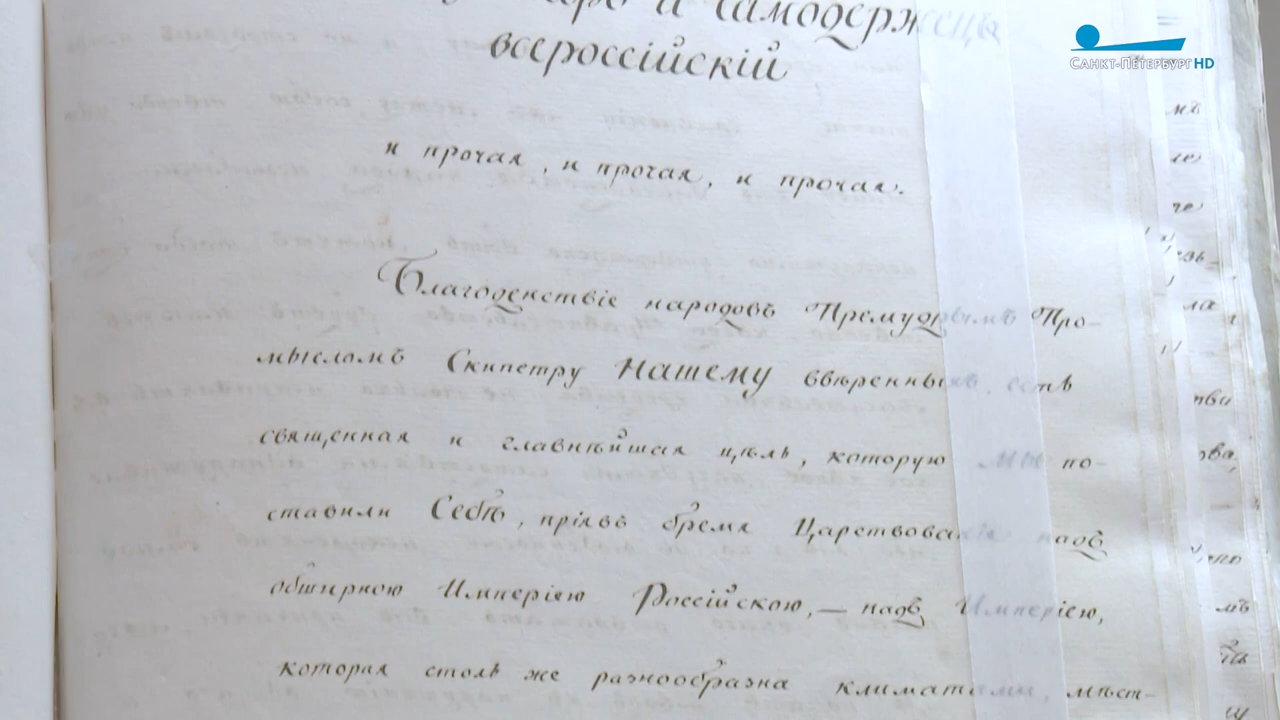 и самодержецъ
всероссійскій
САНКТ-ПЕТЕРБУРГ HD
и прочая, и прочая, и прочая.
Благоденствіе народовъ Премудрымъ Про-
мысломъ Скипетру Нашему ввѣренныхъ, есть
священная и главнѣйшая цѣль, которую Мы по-
ставили Себѣ, пріявъ бремя Царствованія надъ
обширною Имперіею Россійскою, — надъ Имперіею,
которая столь же разнообразна климатами, мѣст-